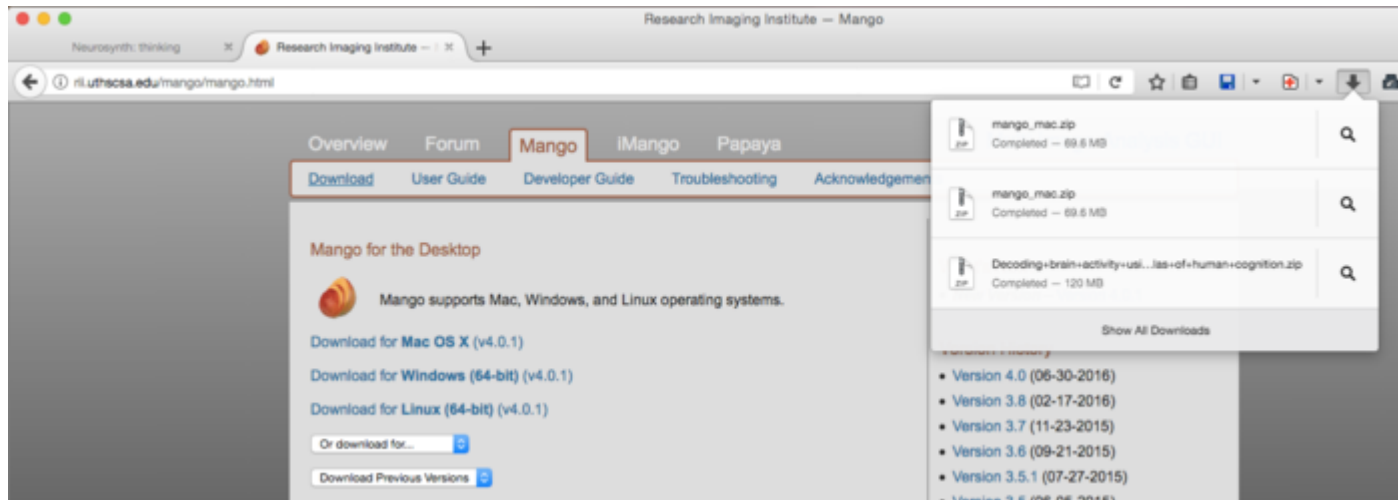 Research Imaging Institute — Mango
Neurosynth: thinking
Research Imaging Institute —
rii.uthscsa.edu/mango/mango.html
Overview Forum Mango iMango Papaya
Download User Guide Developer Guide Troubleshooting Acknowledgemen
Mango for the Desktop
Mango supports Mac, Windows, and Linux operating systems.
Download for Mac OS X (v4.0.1)
Download for Windows (64-bit) (v4.0.1)
Download for Linux (64-bit) (v4.0.1)
Or download for...
Download Previous Versions
ZIP
mango_mac.zip
Completed — 69.6 MB
ZIP
mango_mac.zip
Completed — 69.6 MB
ZIP
Decoding+brain+activity+usi...las+of+human+cognition.zip
Completed — 120 MB
Show All Downloads
Version History
• Version 4.0 (06-30-2016)
• Version 3.8 (02-17-2016)
• Version 3.7 (11-23-2015)
• Version 3.6 (09-21-2015)
• Version 3.5.1 (07-27-2015)